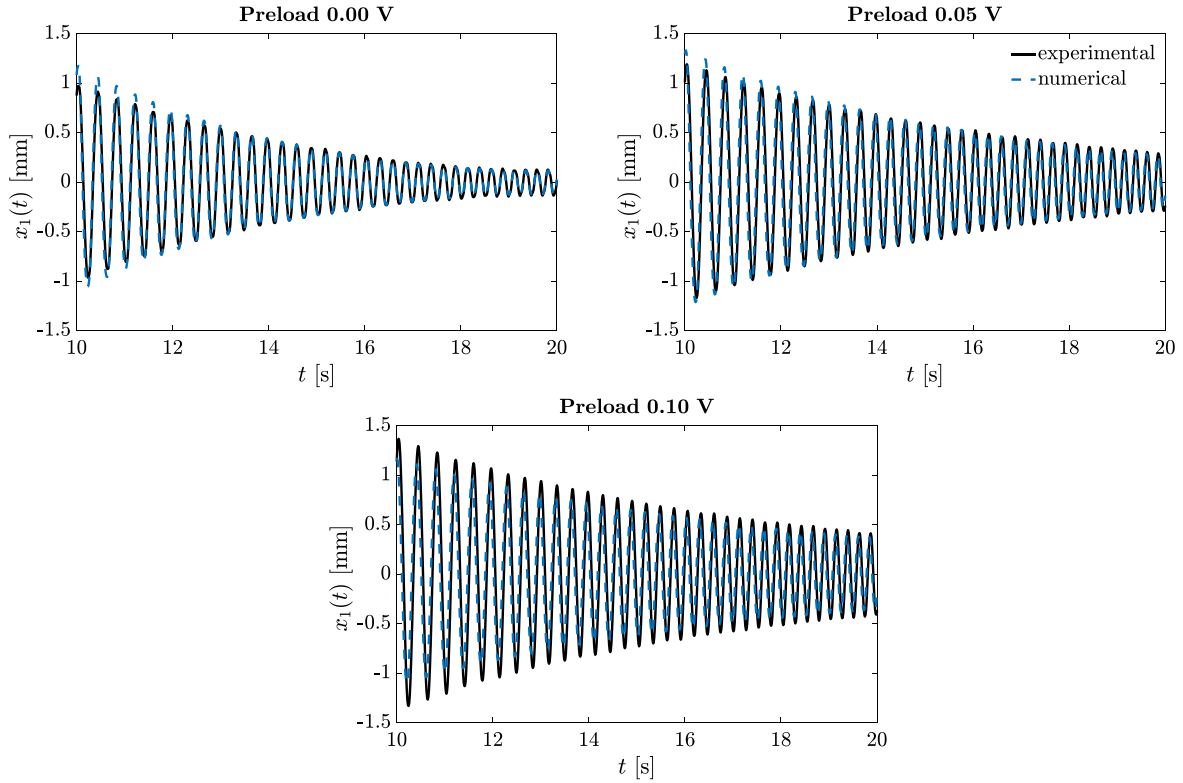 Preload 0.00 V
1.5
1
0.5
0
-0.5
-1
-1.5
x₁(t) [mm]
10 12 14 16 18 20
t [s]
Preload 0.05 V
experimental
numerical
1.5
1
0.5
0
-0.5
-1
-1.5
x₁(t) [mm]
10 12 14 16 18 20
t [s]
Preload 0.10 V
1.5
1
0.5
0
-0.5
-1
-1.5
x₁(t) [mm]
10 12 14 16 18 20
t [s]